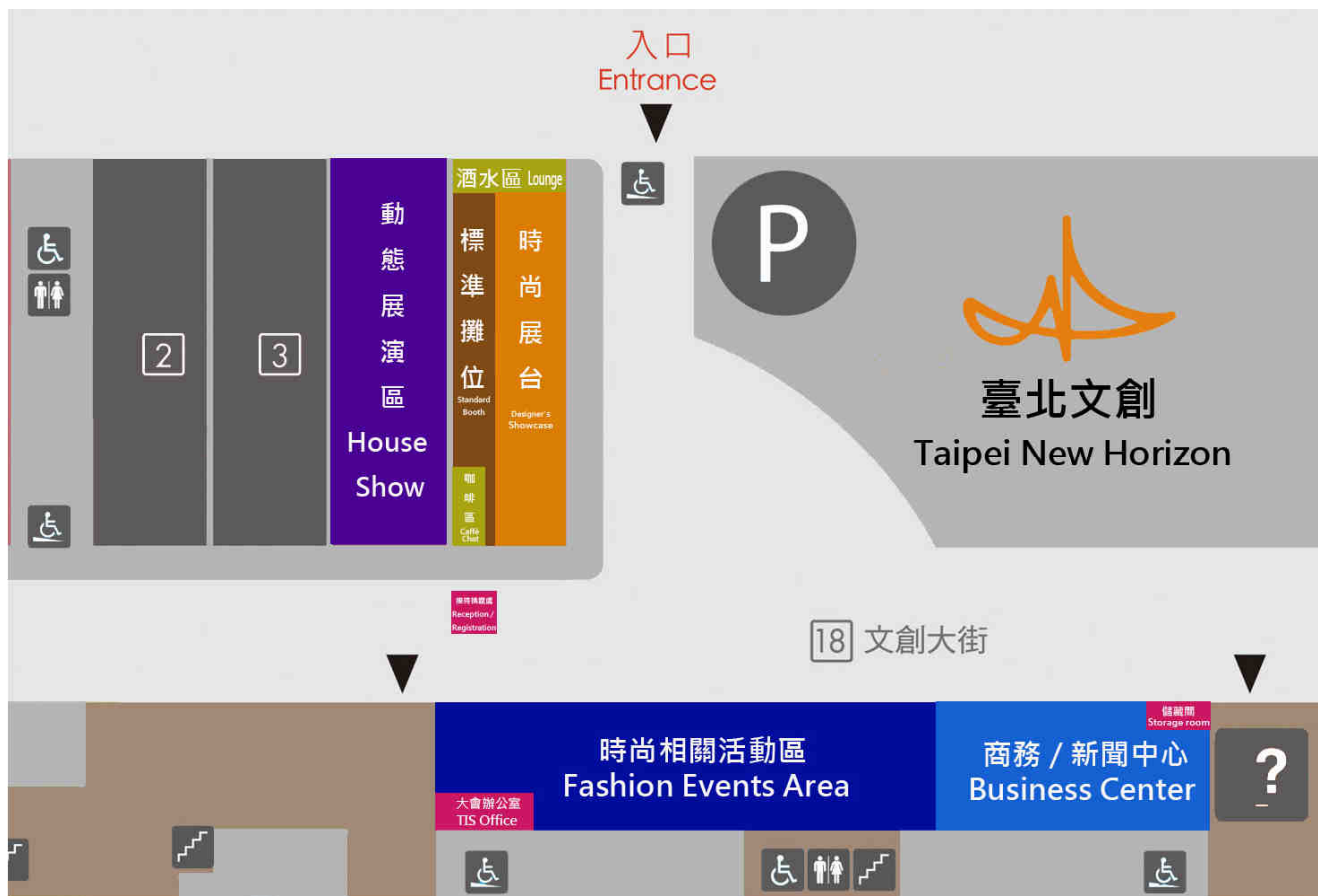 入口
Entrance
酒水區 Lounge
P
2
3
動態展演區
House
Show
標準攤位
Standard
Booth
時尚展台
Designer's
Showcase
咖啡區
Caffè
Chat
臺北文創
Taipei New Horizon
Reception /
Registration
18 文創大街
時尚相關活動區
Fashion Events Area
大會辦公室
TIS Office
儲藏間
Storage room
商務 / 新聞中心
Business Center
?